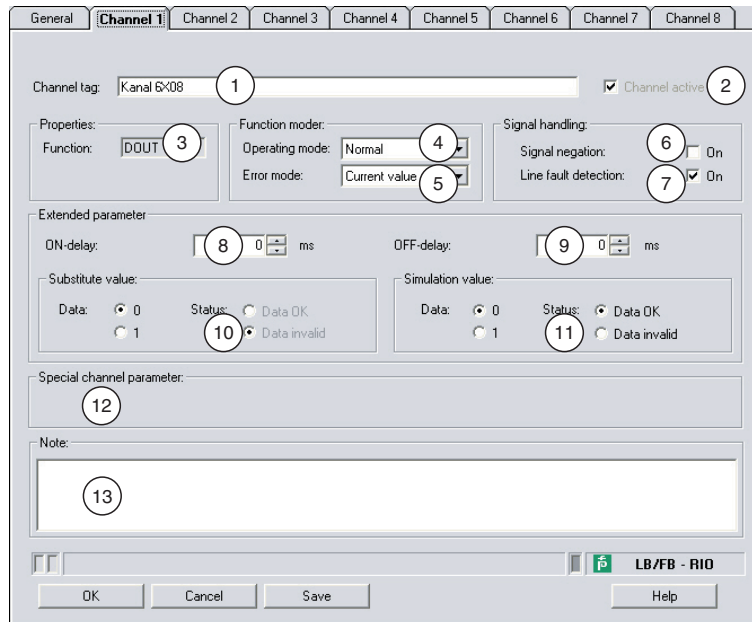 General Channel 1 Channel 2 Channel 3 Channel 4 Channel 5 Channel 6 Channel 7 Channel 8
Channel tag: Kanal 6X08 1 Channel active 2
Properties: Function moder: Signal handling:
Function: DOUT 3 Operating mode: Normal 4 Signal negation: 6 On
Error mode: Current value 5 Line fault detection: 7 On
Extended parameter
ON-delay: 8 0 ms OFF-delay: 9 0 ms
Substitute value: Simulation value:
Data: 0 Status: Data OK Data: 0 Status: Data OK
1 10 Data invalid 1 11 Data invalid
Special channel parameter:
12
Note:
13
LB/FB - RIO
OK Cancel Save Help